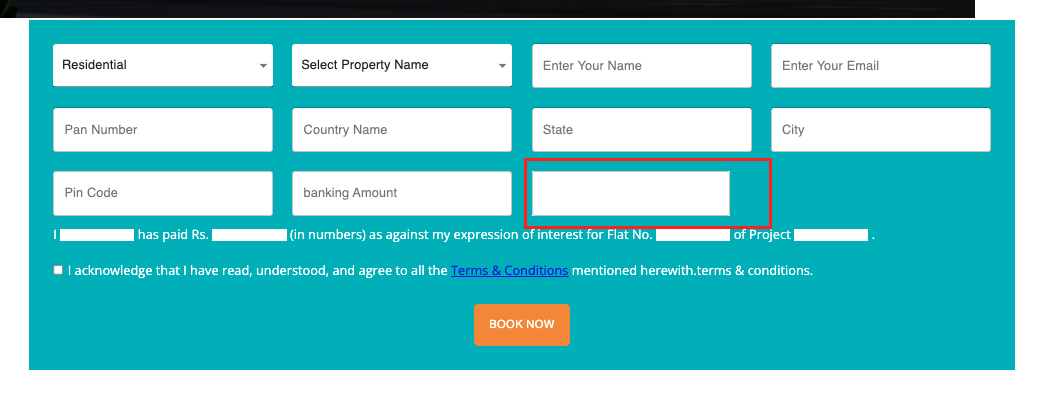 Residential Select Property Name Enter Your Name Enter Your Email
Pan Number Country Name State City
Pin Code banking Amount
I has paid Rs. (in numbers) as against my expression of interest for Flat No. of Project .
I acknowledge that I have read, understood, and agree to all the Terms & Conditions mentioned herewith.terms & conditions.
BOOK NOW